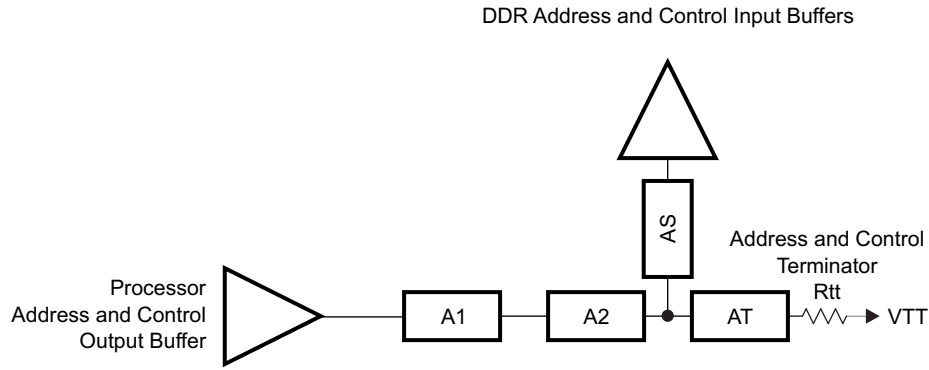 DDR Address and Control Input Buffers
AS
Address and Control
Terminator
Rtt
Processor
Address and Control
Output Buffer
A1
A2
AT
VTT